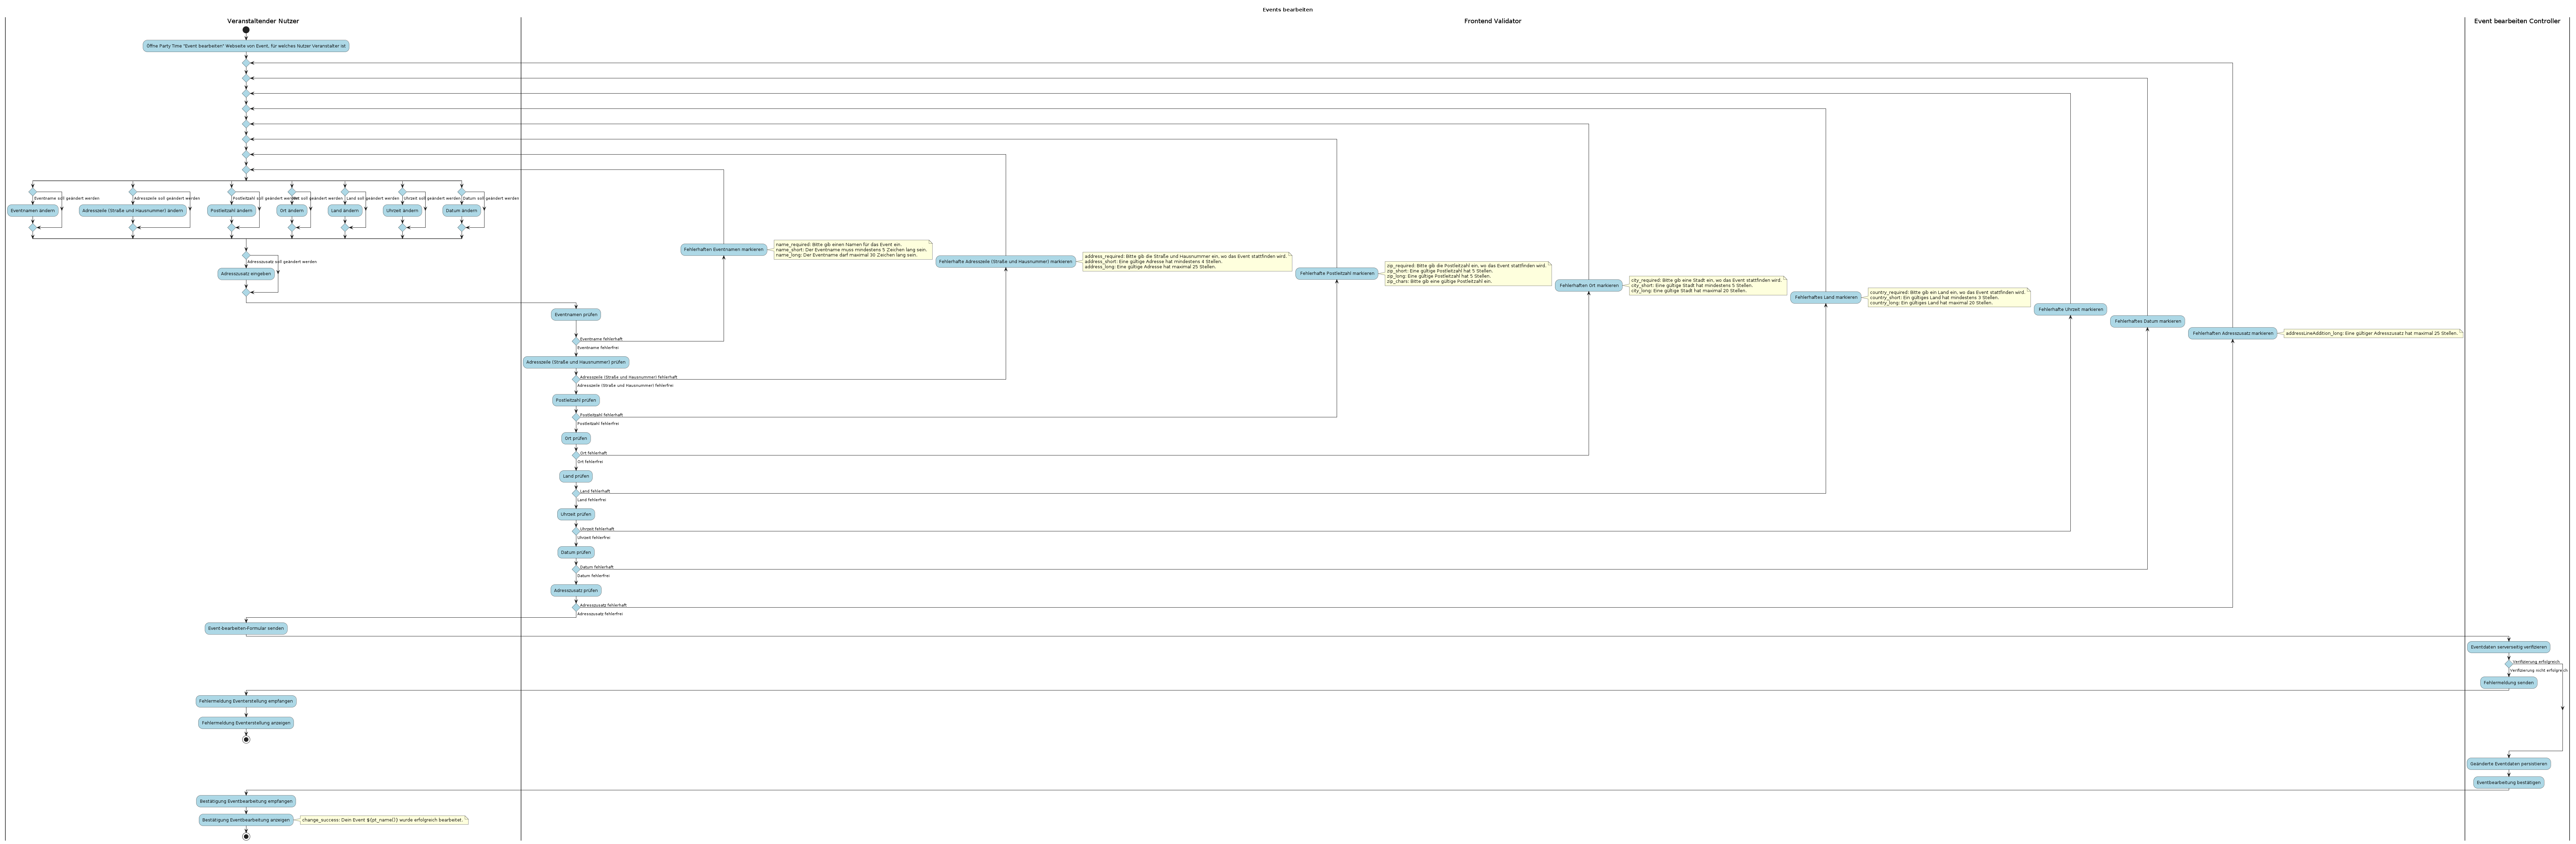 Events bearbeiten
Veranstaltender Nutzer
Frontend Validator
Event bearbeiten Controller
Öffne Party Time "Event bearbeiten" Webseite von Event, für welches Nutzer Veranstalter ist
Eventname soll geändert werden
Adresszeile soll geändert werden
Postleitzahl soll geändert werden
Ort soll geändert werden
Land soll geändert werden
Uhrzeit soll geändert werden
Datum soll geändert werden
Eventnamen ändern
Adresszeile (Straße und Hausnummer) ändern
Postleitzahl ändern
Ort ändern
Land ändern
Uhrzeit ändern
Datum ändern
Adresszusatz soll geändert werden
Adresszusatz eingeben
Fehlerhaften Eventnamen markieren
name_required: Bitte gib einen Namen für das Event ein.
name_short: Der Eventname muss mindestens 5 Zeichen lang sein.
name_long: Der Eventname darf maximal 30 Zeichen lang sein.
Fehlerhafte Adresszeile (Straße und Hausnummer) markieren
address_required: Bitte gib die Straße und Hausnummer ein, wo das Event stattfinden wird.
address_short: Eine gültige Adresse hat mindestens 4 Stellen.
address_long: Eine gültige Adresse hat maximal 25 Stellen.
Fehlerhafte Postleitzahl markieren
zip_required: Bitte gib die Postleitzahl ein, wo das Event stattfinden wird.
zip_short: Eine gültige Postleitzahl hat 5 Stellen.
zip_long: Eine gültige Postleitzahl hat 5 Stellen.
zip_chars: Bitte gib eine gültige Postleitzahl ein.
Fehlerhaften Ort markieren
city_required: Bitte gib eine Stadt ein, wo das Event stattfinden wird.
city_short: Eine gültige Stadt hat mindestens 5 Stellen.
city_long: Eine gültige Stadt hat maximal 20 Stellen.
Fehlerhaftes Land markieren
country_required: Bitte gib ein Land ein, wo das Event stattfinden wird.
country_short: Ein gültiges Land hat mindestens 3 Stellen.
country_long: Ein gültiges Land hat maximal 20 Stellen.
Fehlerhafte Uhrzeit markieren
Fehlerhaftes Datum markieren
Fehlerhaften Adresszusatz markieren
addressLineAddition_long: Eine gültiger Adresszusatz hat maximal 25 Stellen.
Eventnamen prüfen
Eventname fehlerhaft
Eventname fehlerfrei
Adresszeile (Straße und Hausnummer) prüfen
Adresszeile (Straße und Hausnummer) fehlerhaft
Adresszeile (Straße und Hausnummer) fehlerfrei
Postleitzahl prüfen
Postleitzahl fehlerhaft
Postleitzahl fehlerfrei
Ort prüfen
Ort fehlerhaft
Ort fehlerfrei
Land prüfen
Land fehlerhaft
Land fehlerfrei
Uhrzeit prüfen
Uhrzeit fehlerhaft
Uhrzeit fehlerfrei
Datum prüfen
Datum fehlerhaft
Datum fehlerfrei
Adresszusatz prüfen
Adresszusatz fehlerhaft
Adresszusatz fehlerfrei
Event-bearbeiten-Formular senden
Eventdaten serverseitig verifizieren
Verifizierung erfolgreich
Verifizierung nicht erfolgreich
Fehlermeldung senden
Fehlermeldung Eventerstellung empfangen
Fehlermeldung Eventerstellung anzeigen
Geänderte Eventdaten persistieren
Eventbearbeitung bestätigen
Bestätigung Eventbearbeitung empfangen
Bestätigung Eventbearbeitung anzeigen
change_success: Dein Event ${pt_name()} wurde erfolgreich bearbeitet.